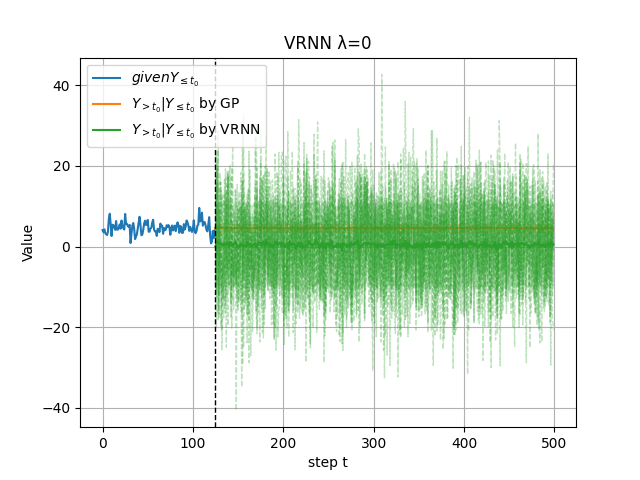 VRNN λ=0
given Y≤t₀
Y>t₀|Y≤t₀ by GP
Y>t₀|Y≤t₀ by VRNN
Value
40
20
0
−20
−40
0 100 200 300 400 500
step t